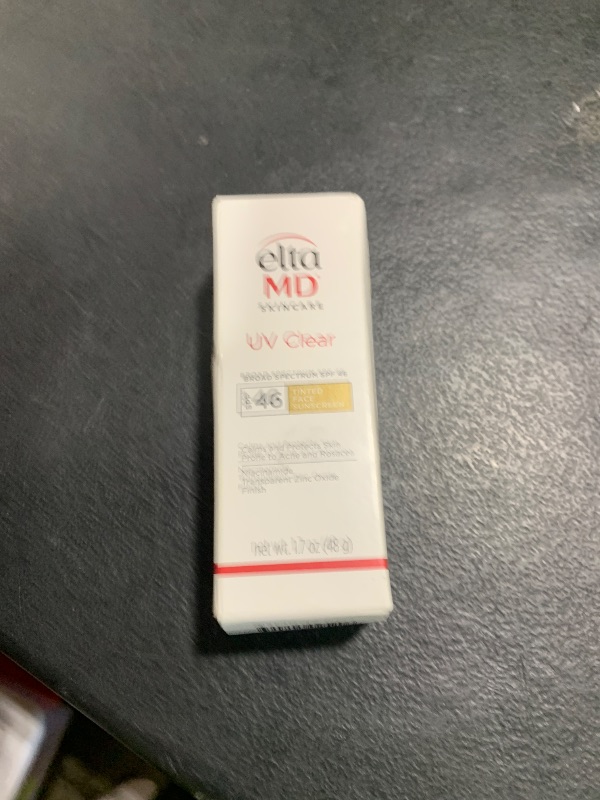 elta
MD
SKINCARE
UV Clear
BROAD-SPECTRUM SPF 46
SPF 46
TINTED
FACE
SUNSCREEN
Calms and Protects Skin
Prone to Acne and Rosacea
Niacinamide
Transparent Zinc Oxide
Finish
net wt. 1.7 oz (48 g)